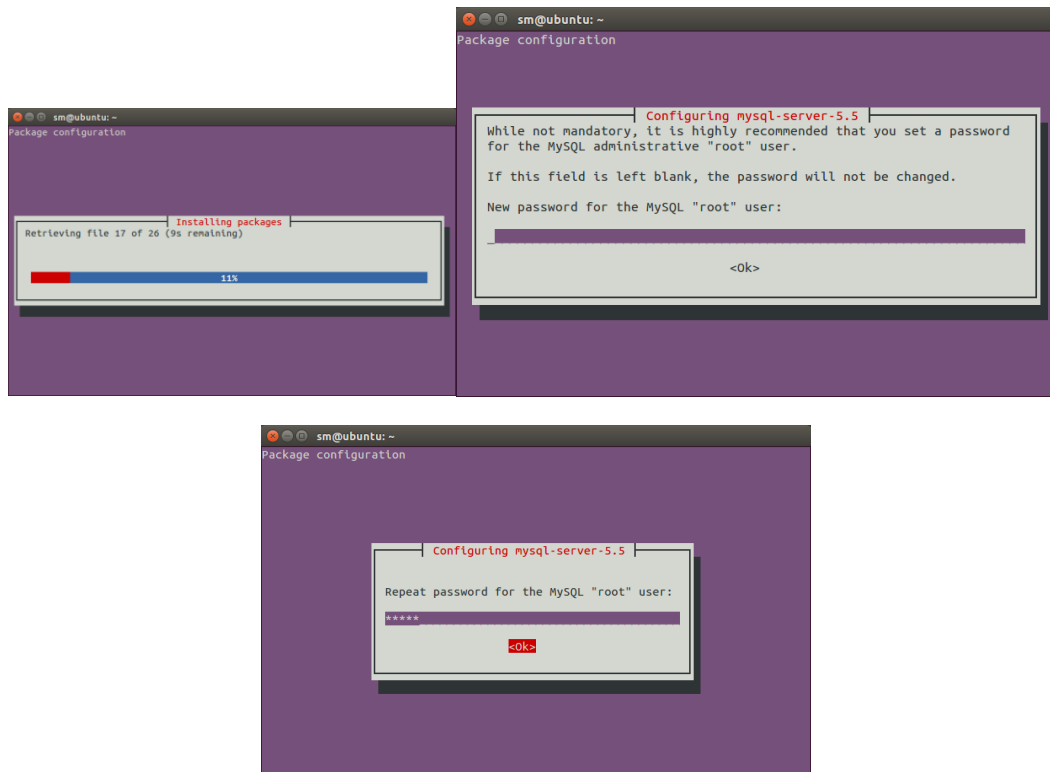 sm@ubuntu: ~
Package configuration
Installing packages
Retrieving file 17 of 26 (9s remaining)
11%
sm@ubuntu: ~
Package configuration
Configuring mysql-server-5.5
While not mandatory, it is highly recommended that you set a password
for the MySQL administrative "root" user.
If this field is left blank, the password will not be changed.
New password for the MySQL "root" user:
_
<Ok>
sm@ubuntu: ~
Package configuration
Configuring mysql-server-5.5
Repeat password for the MySQL "root" user:
*****
<Ok>